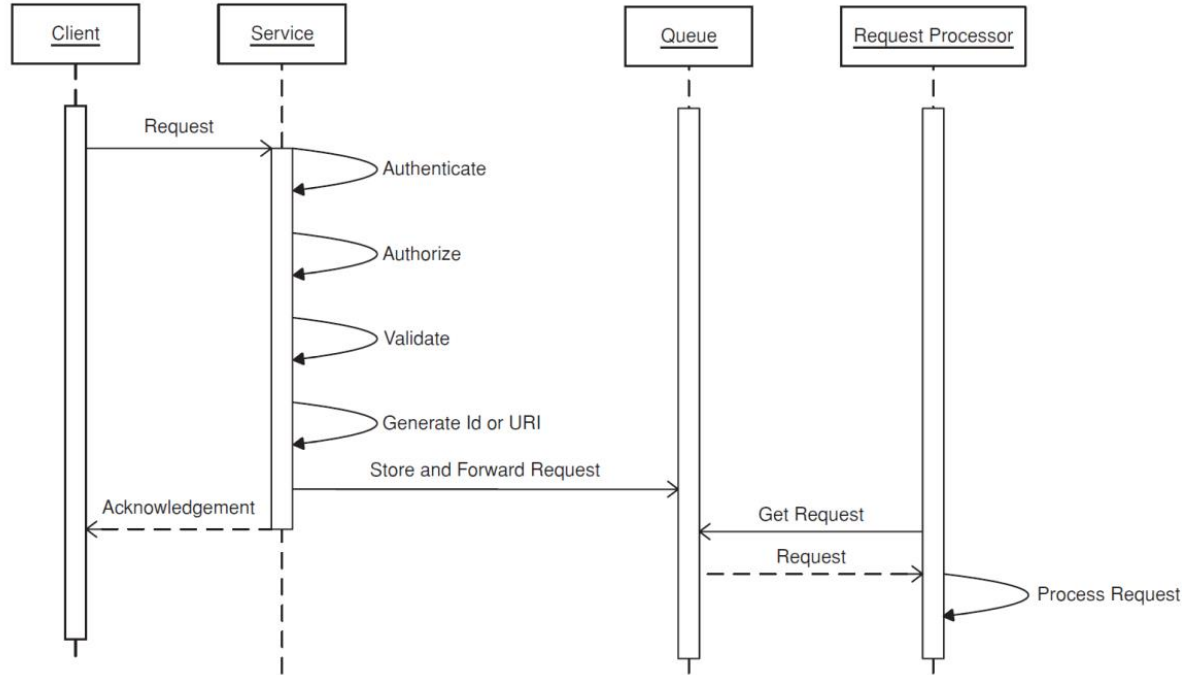 Client
Service
Queue
Request Processor
Request
Authenticate
Authorize
Validate
Generate Id or URI
Store and Forward Request
Acknowledgement
Get Request
Request
Process Request